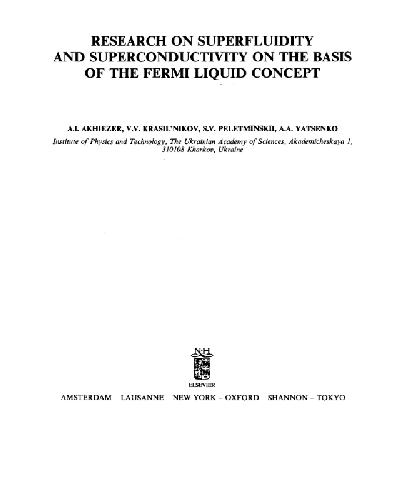 RESEARCH ON SUPERFLUIDITY
AND SUPERCONDUCTIVITY ON THE BASIS
OF THE FERMI LIQUID CONCEPT
A.I. AKHIEZER, V.V. KRASIL'NIKOV, S.V. PELETMINSKII, A.A. YATSENKO
Institute of Physics and Technology, The Ukrainian Academy of Sciences, Akademicheskaya 1,
310108 Kharkov, Ukraine
N·H
ELSEVIER
AMSTERDAM LAUSANNE NEW YORK – OXFORD SHANNON – TOKYO